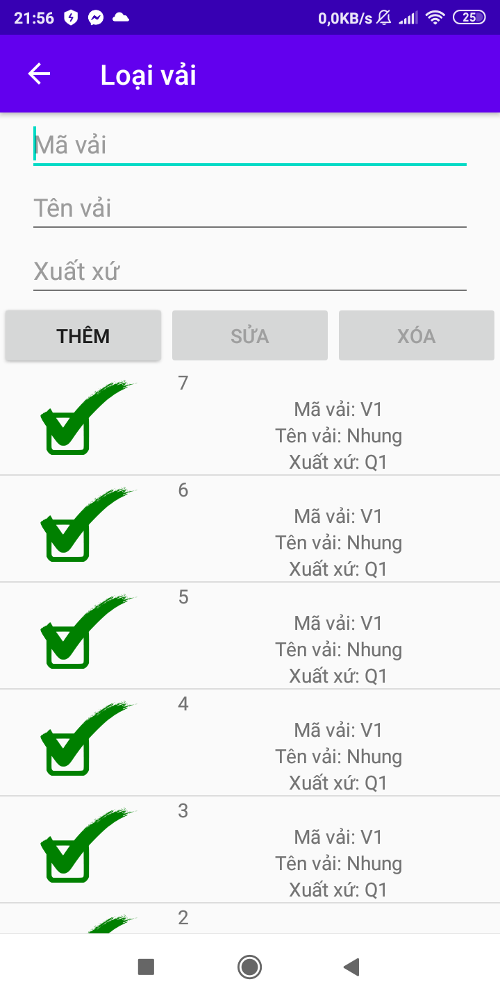 21:56 0,0KB/s 25
Loại vải
Mã vải
Tên vải
Xuất xứ
THÊM SỬA XÓA
7
Mã vải: V1
Tên vải: Nhung
Xuất xứ: Q1
6
Mã vải: V1
Tên vải: Nhung
Xuất xứ: Q1
5
Mã vải: V1
Tên vải: Nhung
Xuất xứ: Q1
4
Mã vải: V1
Tên vải: Nhung
Xuất xứ: Q1
3
Mã vải: V1
Tên vải: Nhung
Xuất xứ: Q1
2